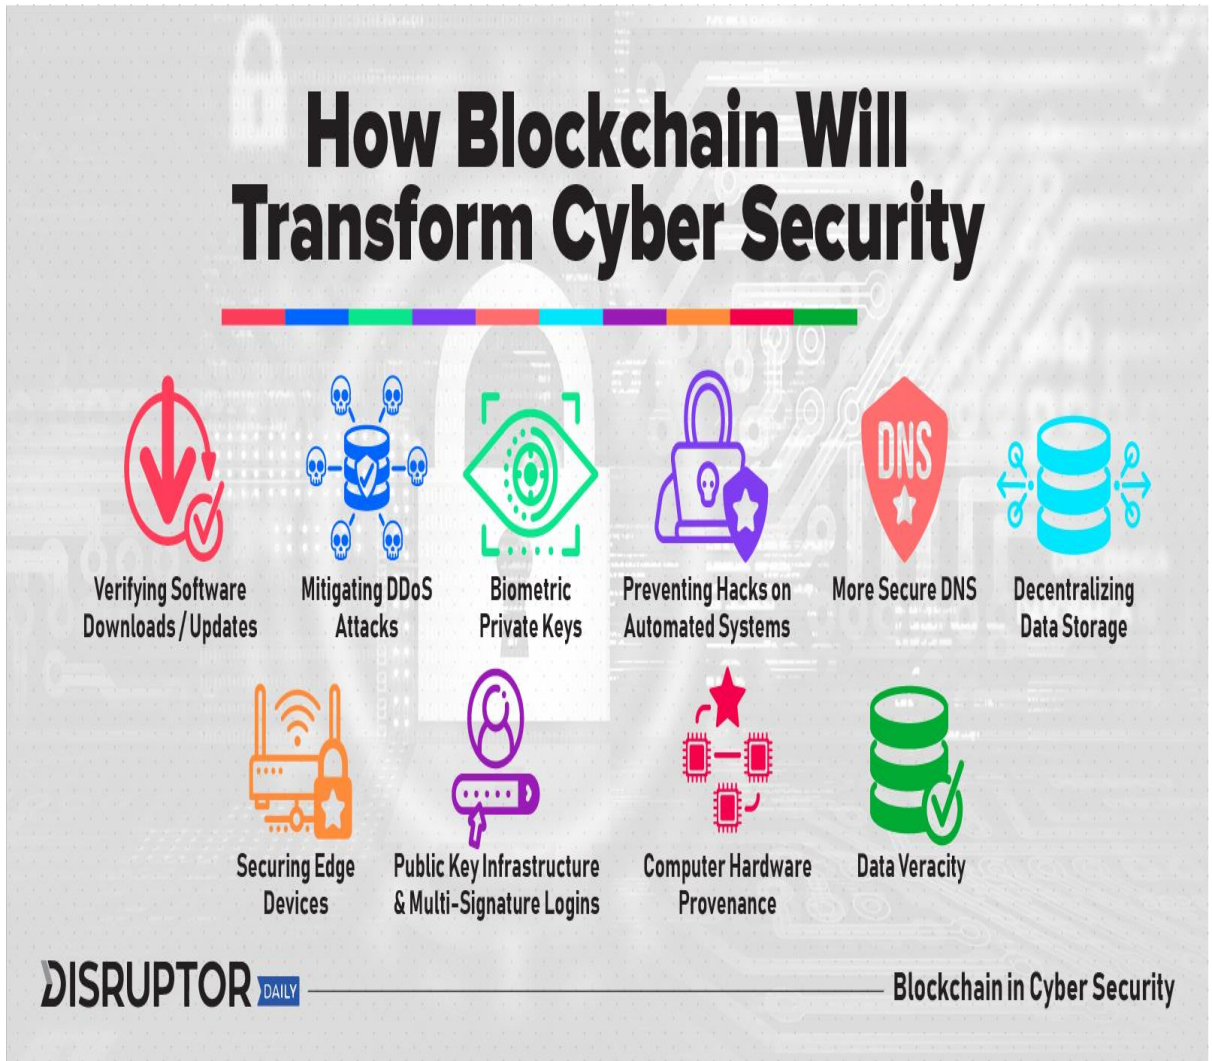 How Blockchain Will
Transform Cyber Security
DNS
Verifying Software
Downloads / Updates
Mitigating DDoS
Attacks
Biometric
Private Keys
Preventing Hacks on
Automated Systems
More Secure DNS
Decentralizing
Data Storage
Securing Edge
Devices
Public Key Infrastructure
& Multi-Signature Logins
Computer Hardware
Provenance
Data Veracity
DISRUPTOR DAILY
Blockchain in Cyber Security